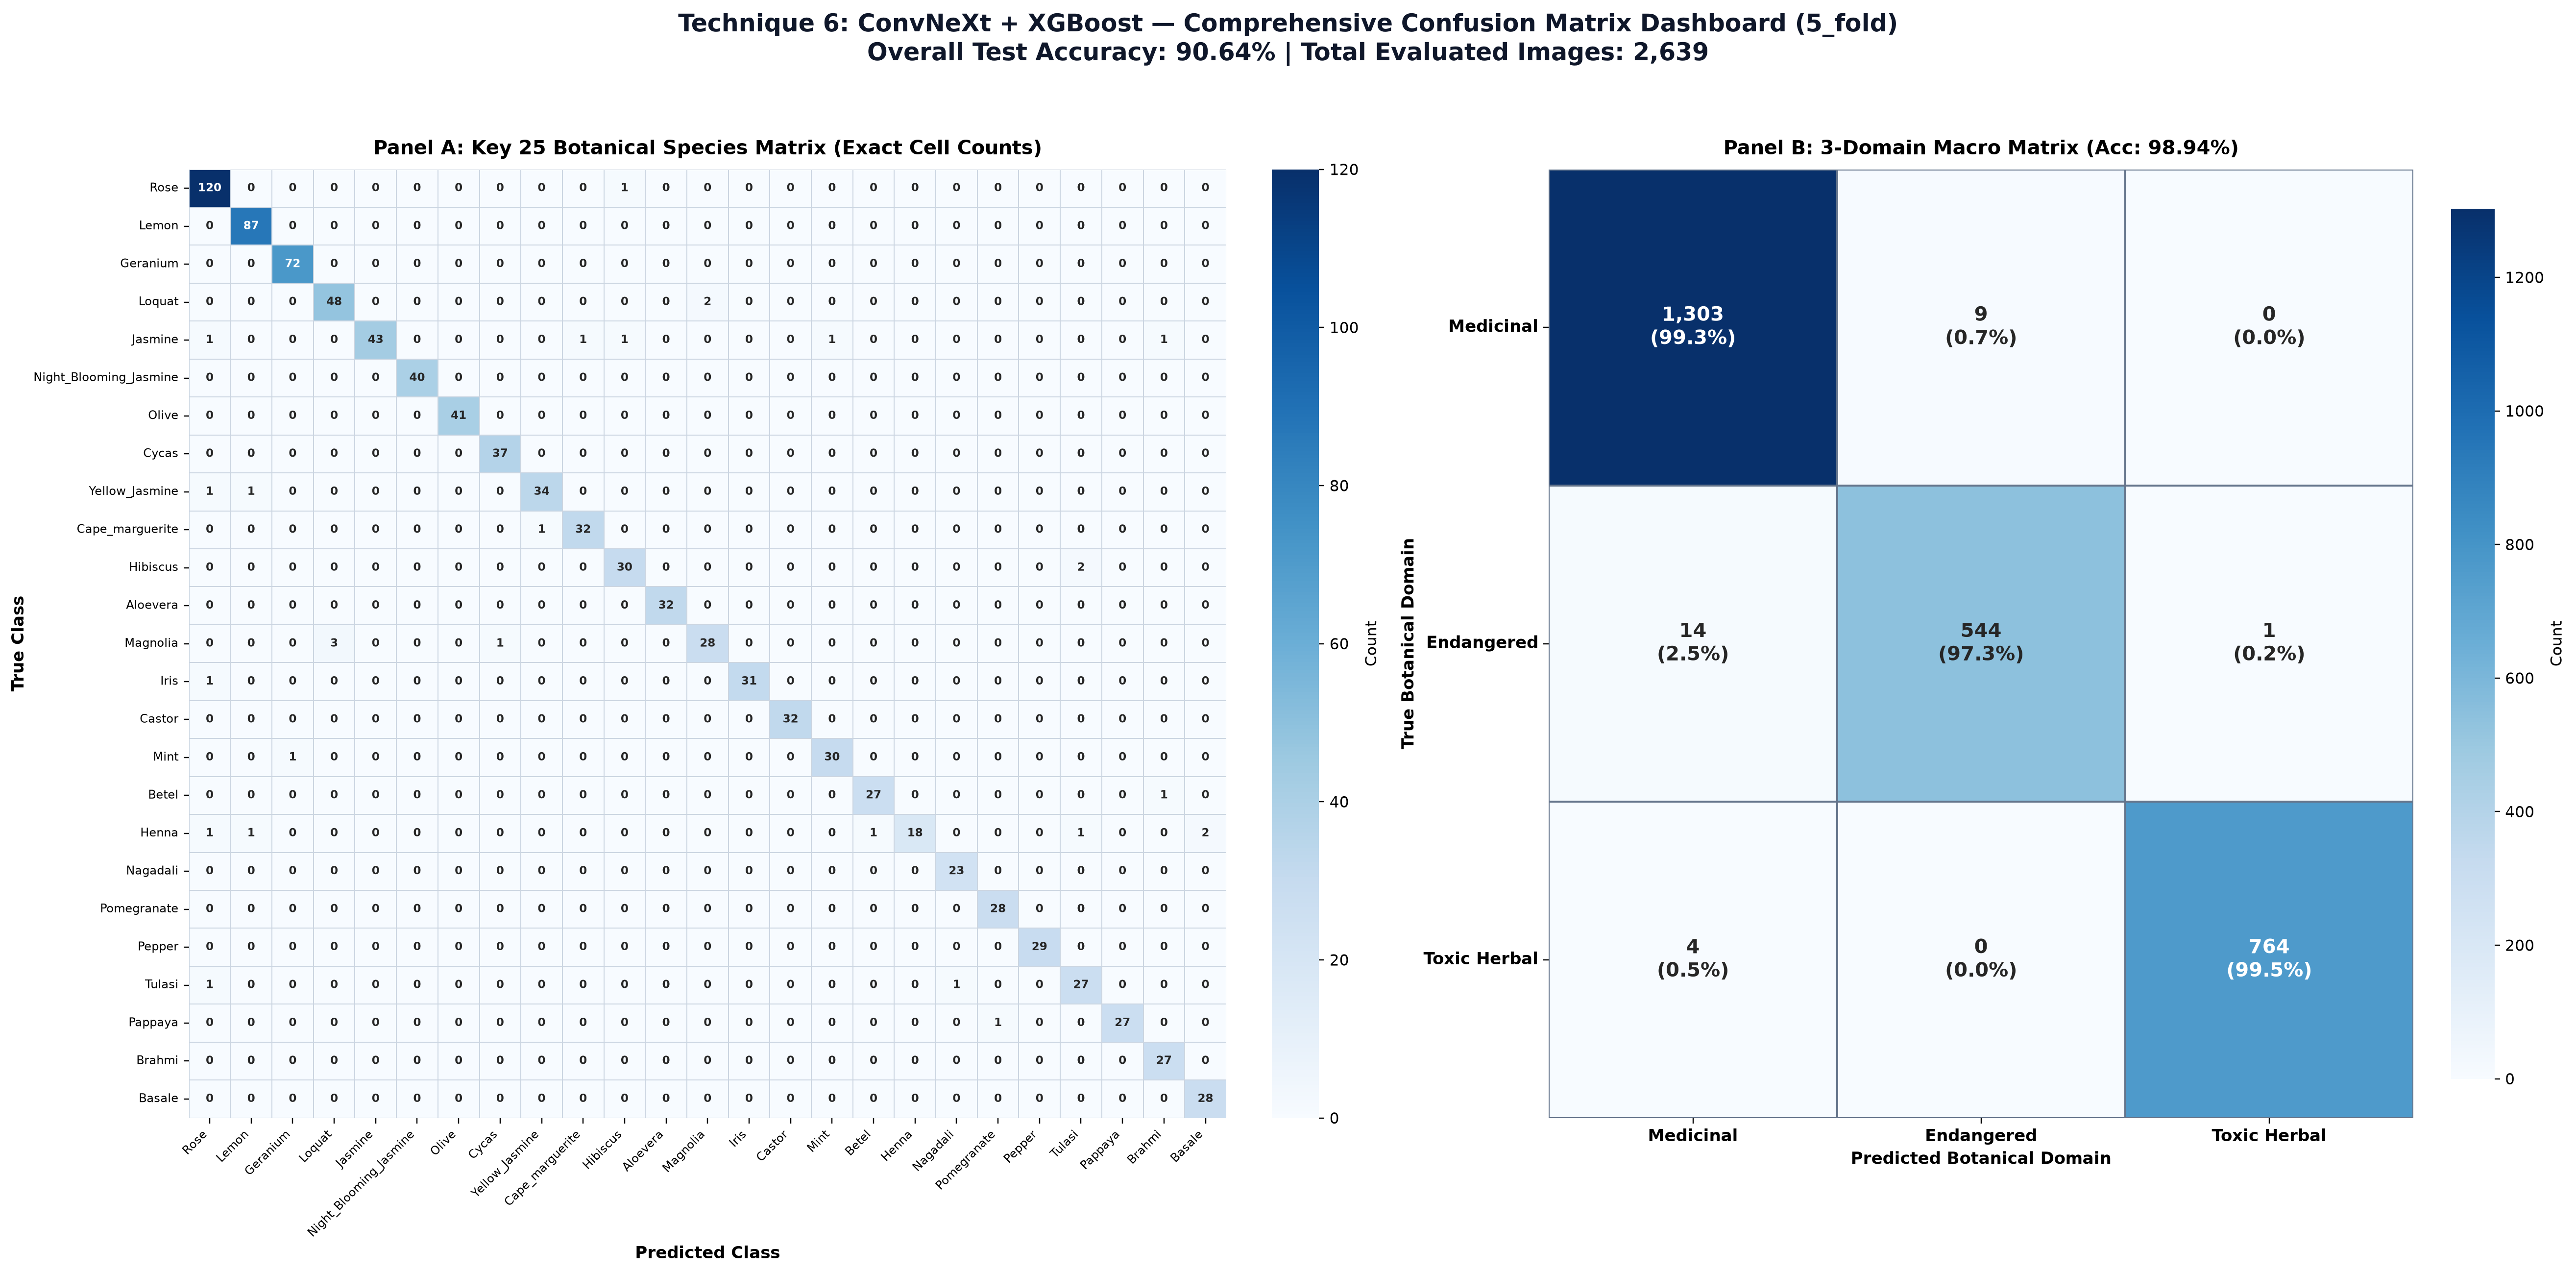 Technique 6: ConvNeXt + XGBoost — Comprehensive Confusion Matrix Dashboard (5_fold)
Overall Test Accuracy: 90.64% | Total Evaluated Images: 2,639
Panel A: Key 25 Botanical Species Matrix (Exact Cell Counts)
True Class
Rose 120 0 0 0 0 0 0 0 0 0 1 0 0 0 0 0 0 0 0 0 0 0 0 0 0
Lemon 0 87 0 0 0 0 0 0 0 0 0 0 0 0 0 0 0 0 0 0 0 0 0 0 0
Geranium 0 0 72 0 0 0 0 0 0 0 0 0 0 0 0 0 0 0 0 0 0 0 0 0 0
Loquat 0 0 0 48 0 0 0 0 0 0 0 0 2 0 0 0 0 0 0 0 0 0 0 0 0
Jasmine 1 0 0 0 43 0 0 0 0 1 1 0 0 0 0 1 0 0 0 0 0 0 0 1 0
Night_Blooming_Jasmine 0 0 0 0 0 40 0 0 0 0 0 0 0 0 0 0 0 0 0 0 0 0 0 0 0
Olive 0 0 0 0 0 0 41 0 0 0 0 0 0 0 0 0 0 0 0 0 0 0 0 0 0
Cycas 0 0 0 0 0 0 0 37 0 0 0 0 0 0 0 0 0 0 0 0 0 0 0 0 0
Yellow_Jasmine 1 1 0 0 0 0 0 0 34 0 0 0 0 0 0 0 0 0 0 0 0 0 0 0 0
Cape_marguerite 0 0 0 0 0 0 0 0 1 32 0 0 0 0 0 0 0 0 0 0 0 0 0 0 0
Hibiscus 0 0 0 0 0 0 0 0 0 0 30 0 0 0 0 0 0 0 0 0 0 2 0 0 0
Aloevera 0 0 0 0 0 0 0 0 0 0 0 32 0 0 0 0 0 0 0 0 0 0 0 0 0
Magnolia 0 0 0 3 0 0 0 1 0 0 0 0 28 0 0 0 0 0 0 0 0 0 0 0 0
Iris 1 0 0 0 0 0 0 0 0 0 0 0 0 31 0 0 0 0 0 0 0 0 0 0 0
Castor 0 0 0 0 0 0 0 0 0 0 0 0 0 0 32 0 0 0 0 0 0 0 0 0 0
Mint 0 0 1 0 0 0 0 0 0 0 0 0 0 0 0 30 0 0 0 0 0 0 0 0 0
Betel 0 0 0 0 0 0 0 0 0 0 0 0 0 0 0 0 27 0 0 0 0 0 0 1 0
Henna 1 1 0 0 0 0 0 0 0 0 0 0 0 0 0 0 1 18 0 0 0 1 0 0 2
Nagadali 0 0 0 0 0 0 0 0 0 0 0 0 0 0 0 0 0 0 23 0 0 0 0 0 0
Pomegranate 0 0 0 0 0 0 0 0 0 0 0 0 0 0 0 0 0 0 0 28 0 0 0 0 0
Pepper 0 0 0 0 0 0 0 0 0 0 0 0 0 0 0 0 0 0 0 0 29 0 0 0 0
Tulasi 1 0 0 0 0 0 0 0 0 0 0 0 0 0 0 0 0 0 1 0 0 27 0 0 0
Pappaya 0 0 0 0 0 0 0 0 0 0 0 0 0 0 0 0 0 0 0 1 0 0 27 0 0
Brahmi 0 0 0 0 0 0 0 0 0 0 0 0 0 0 0 0 0 0 0 0 0 0 0 27 0
Basale 0 0 0 0 0 0 0 0 0 0 0 0 0 0 0 0 0 0 0 0 0 0 0 0 28
Rose Lemon Geranium Loquat Jasmine Night_Blooming_Jasmine Olive Cycas Yellow_Jasmine Cape_marguerite Hibiscus Aloevera Magnolia Iris Castor Mint Betel Henna Nagadali Pomegranate Pepper Tulasi Pappaya Brahmi Basale
Predicted Class
120
100
80
60
40
20
0
Count
Panel B: 3-Domain Macro Matrix (Acc: 98.94%)
True Botanical Domain
Medicinal 1,303 9 0
(99.3%) (0.7%) (0.0%)
Endangered 14 544 1
(2.5%) (97.3%) (0.2%)
Toxic Herbal 4 0 764
(0.5%) (0.0%) (99.5%)
Medicinal Endangered Toxic Herbal
Predicted Botanical Domain
1200
1000
800
600
400
200
0
Count